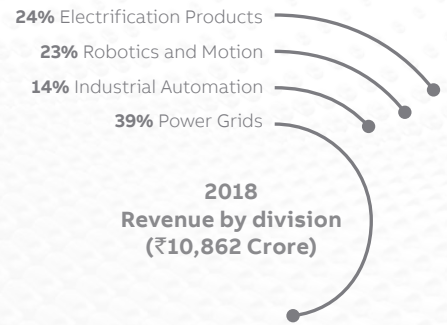 24% Electrification Products
23% Robotics and Motion
14% Industrial Automation
39% Power Grids
2018
Revenue by division
(₹10,862 Crore)